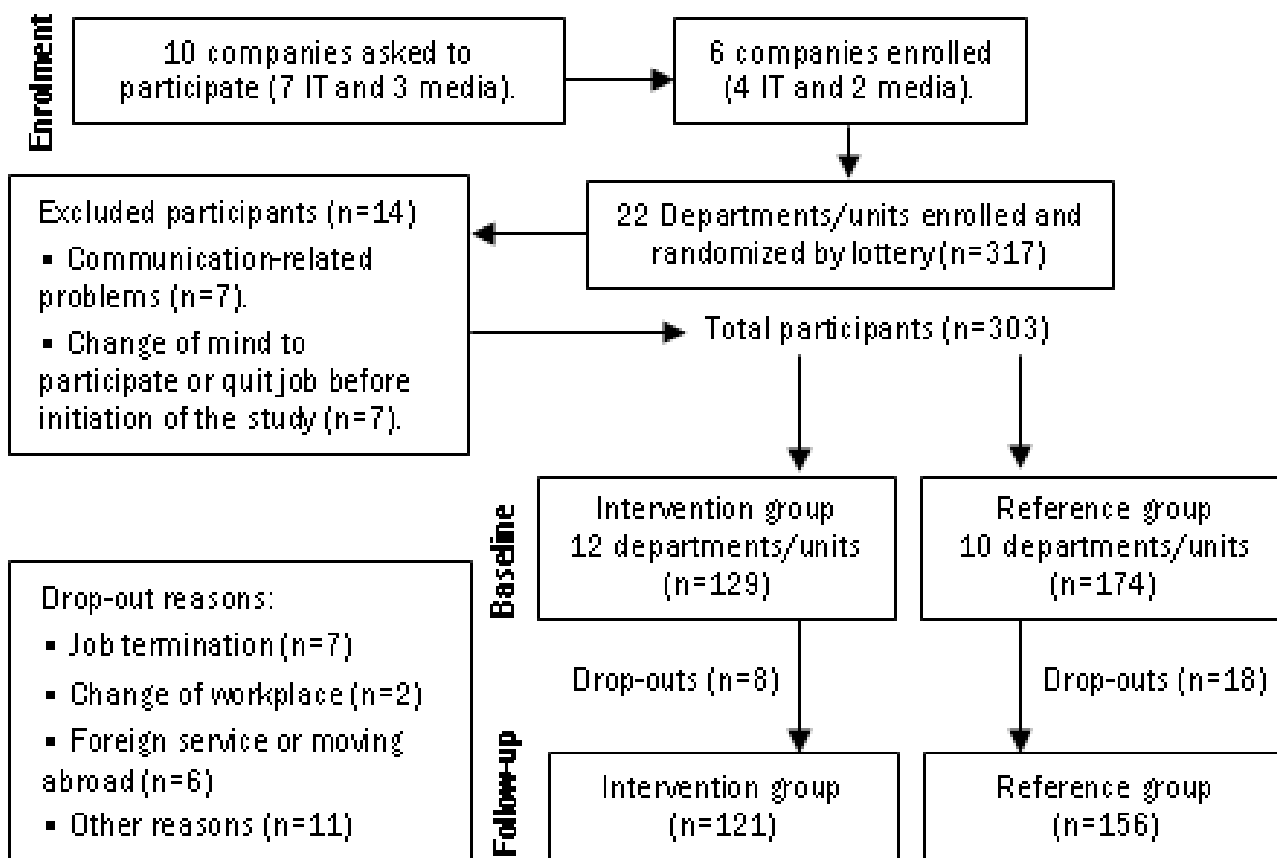 Enrolment
10 companies asked to
participate (7 IT and 3 media).
6 companies enrolled
(4 IT and 2 media).
22 Departments/units enrolled and
randomized by lottery(n=317)
Excluded participants (n=14)
▪ Communication-related
problems (n=7).
▪ Change of mind to
participate or quit job before
initiation of the study (n=7).
Total participants (n=303)
Baseline
Intervention group
12 departments/units
(n=129)
Reference group
10 departments/units
(n=174)
Drop-outs (n=8)
Drop-outs (n=18)
Drop-out reasons:
▪ Job termination (n=7)
▪ Change of workplace (n=2)
▪ Foreign service or moving
abroad (n=6)
▪ Other reasons (n=11)
Follow-up
Intervention group
(n=121)
Reference group
(n=156)